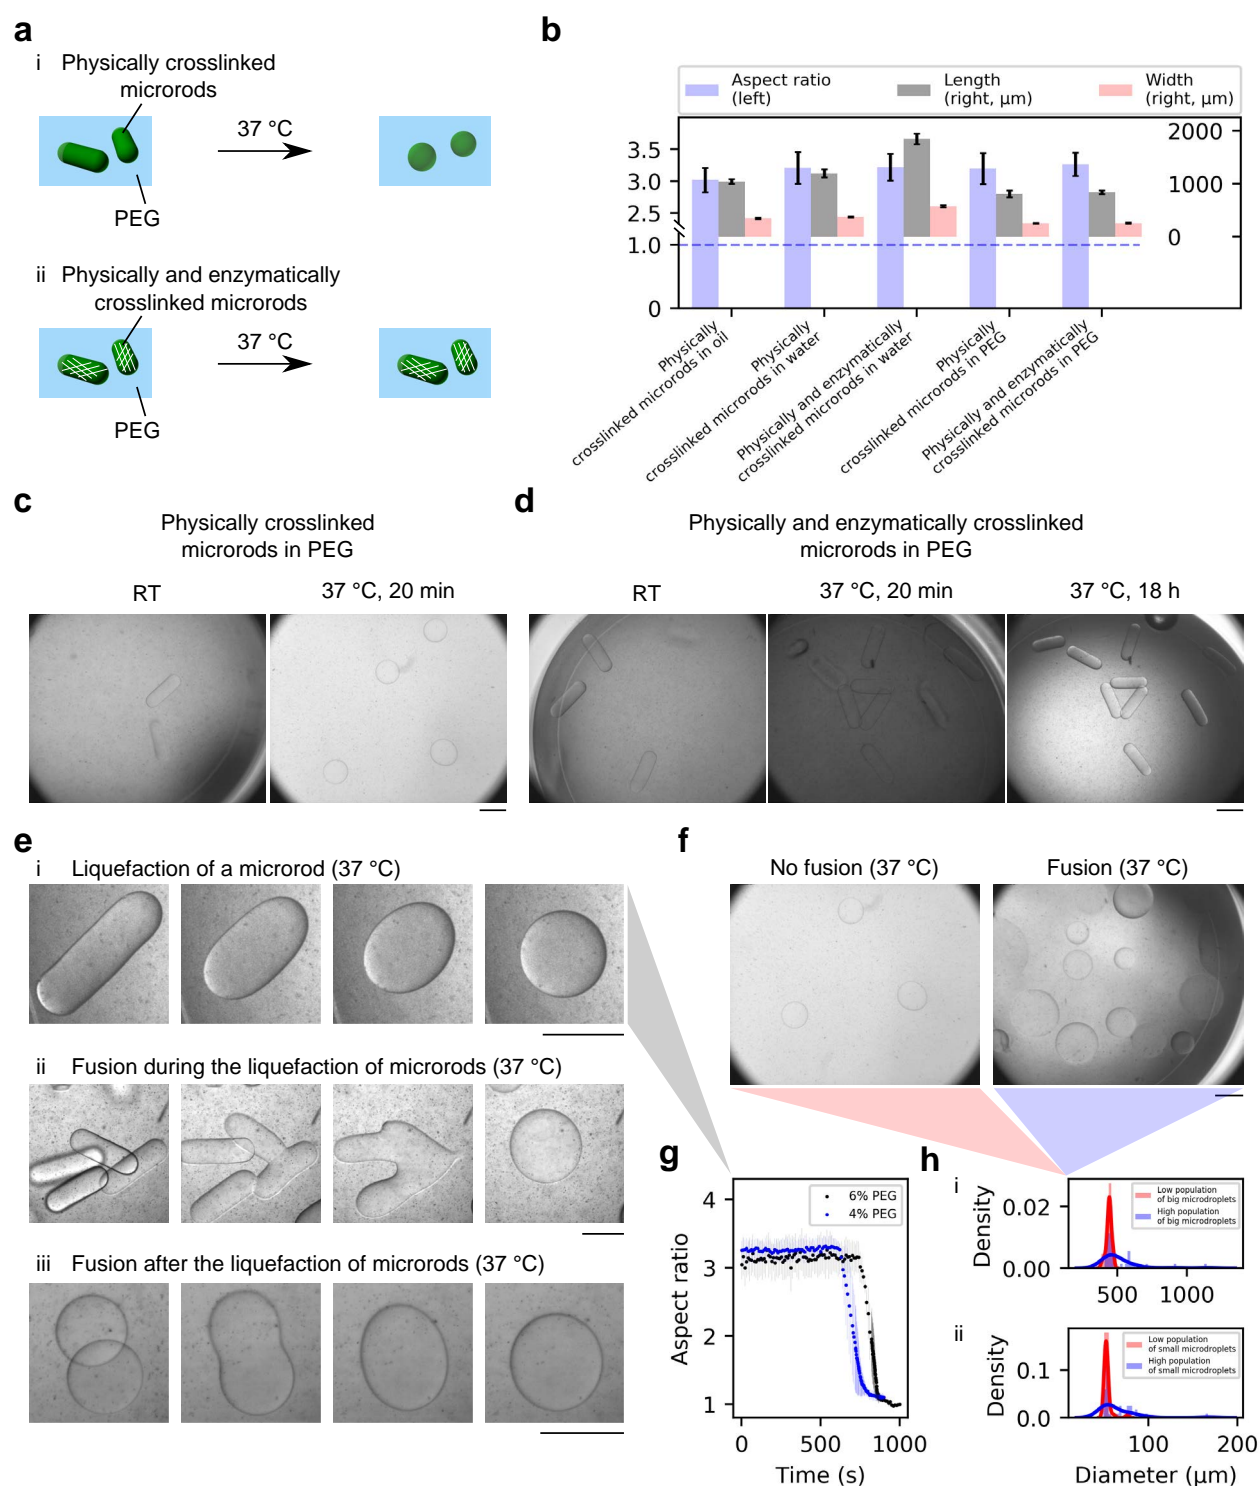 a
i Physically crosslinked
microrods
37 °C
PEG
ii Physically and enzymatically
crosslinked microrods
37 °C
PEG
b
Aspect ratio
(left)
Length
(right, µm)
Width
(right, µm)
3.5
3.0
2.5
1.0
0
2000
1000
0
Physically
crosslinked microrods in oil
Physically
crosslinked microrods in water
Physically and enzymatically
crosslinked microrods in water
Physically
crosslinked microrods in PEG
Physically and enzymatically
crosslinked microrods in PEG
c
Physically crosslinked
microrods in PEG
RT
37 °C, 20 min
d
Physically and enzymatically crosslinked
microrods in PEG
RT
37 °C, 20 min
37 °C, 18 h
e
i Liquefaction of a microrod (37 °C)
ii Fusion during the liquefaction of microrods (37 °C)
iii Fusion after the liquefaction of microrods (37 °C)
f
No fusion (37 °C)
Fusion (37 °C)
g
Aspect ratio
4
3
2
1
6% PEG
4% PEG
0 500 1000
Time (s)
h
i
Density
0.02
0.00
Low population
of big microdroplets
High population
of big microdroplets
500 1000
ii
Density
0.1
0.0
Low population
of small microdroplets
High population
of small microdroplets
100 200
Diameter (µm)